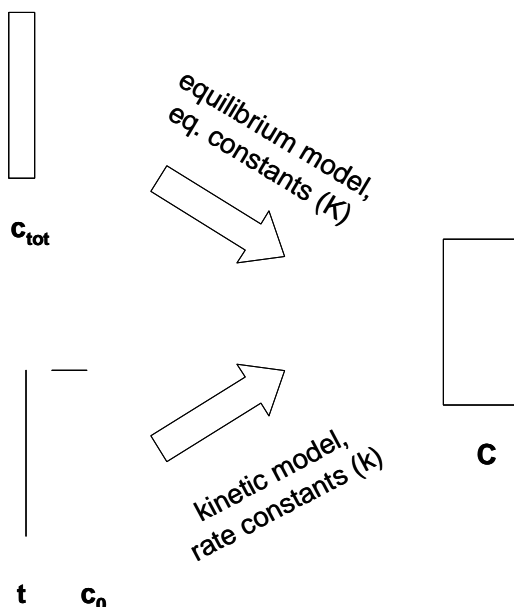 equilibrium model,
eq. constants (K)
c_tot
C
kinetic model,
rate constants (k)
t c_0